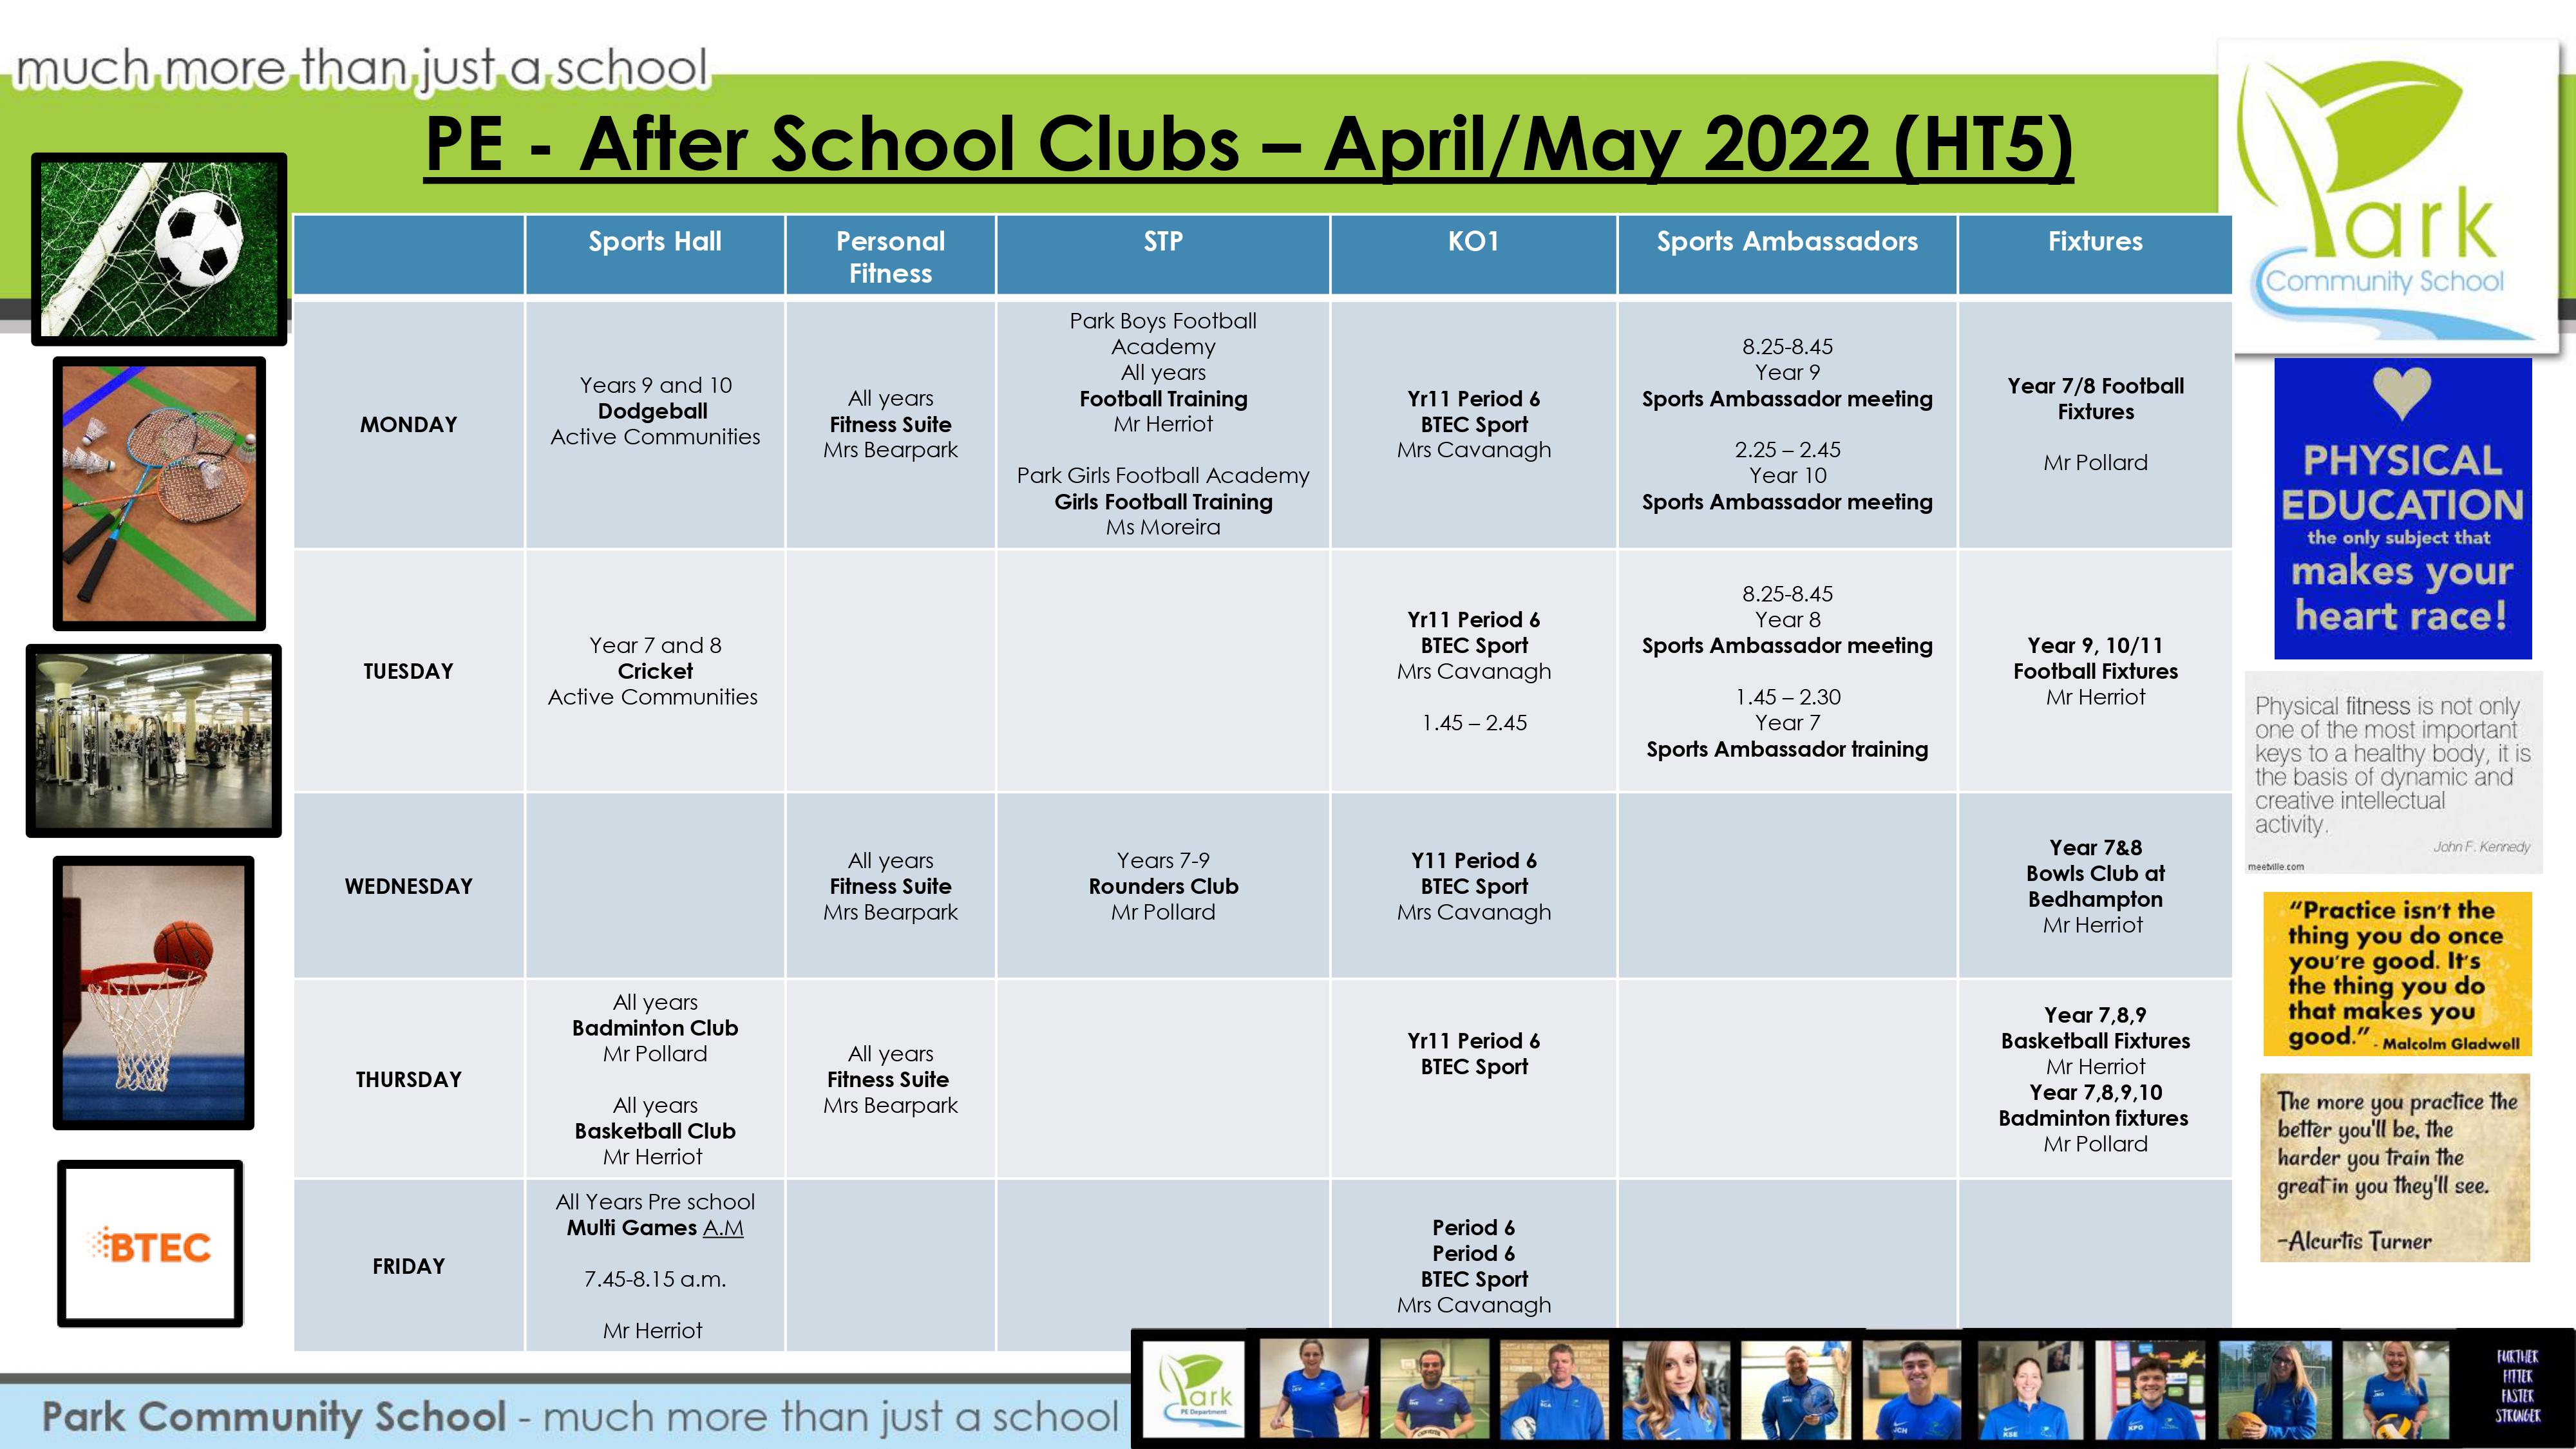 much more than just a school
PE - After School Clubs – April/May 2022 (HT5)
Park
Community School
Sports Hall
Personal
Fitness
STP
KO1
Sports Ambassadors
Fixtures
MONDAY
Years 9 and 10
Dodgeball
Active Communities
All years
Fitness Suite
Mrs Bearpark
Park Boys Football
Academy
All years
Football Training
Mr Herriot
Park Girls Football Academy
Girls Football Training
Ms Moreira
Yr11 Period 6
BTEC Sport
Mrs Cavanagh
8.25-8.45
Year 9
Sports Ambassador meeting
2.25 – 2.45
Year 10
Sports Ambassador meeting
Year 7/8 Football
Fixtures
Mr Pollard
TUESDAY
Year 7 and 8
Cricket
Active Communities
Yr11 Period 6
BTEC Sport
Mrs Cavanagh
1.45 – 2.45
8.25-8.45
Year 8
Sports Ambassador meeting
1.45 – 2.30
Year 7
Sports Ambassador training
Year 9, 10/11
Football Fixtures
Mr Herriot
WEDNESDAY
All years
Fitness Suite
Mrs Bearpark
Years 7-9
Rounders Club
Mr Pollard
Y11 Period 6
BTEC Sport
Mrs Cavanagh
Year 7&8
Bowls Club at
Bedhampton
Mr Herriot
THURSDAY
All years
Badminton Club
Mr Pollard
All years
Basketball Club
Mr Herriot
All years
Fitness Suite
Mrs Bearpark
Yr11 Period 6
BTEC Sport
Year 7,8,9
Basketball Fixtures
Mr Herriot
Year 7,8,9,10
Badminton fixtures
Mr Pollard
FRIDAY
All Years Pre school
Multi Games A.M
7.45-8.15 a.m.
Mr Herriot
Period 6
Period 6
BTEC Sport
Mrs Cavanagh
PHYSICAL
EDUCATION
the only subject that
makes your
heart race!
Physical fitness is not only
one of the most important
keys to a healthy body, it is
the basis of dynamic and
creative intellectual
activity.
John F. Kennedy
meetville.com
“Practice isn't the
thing you do once
you're good. It's
the thing you do
that makes you
good.” - Malcolm Gladwell
The more you practice the
better you'll be, the
harder you train the
great in you they'll see.
-Alcurtis Turner
BTEC
Park Community School - much more than just a school
Park
PE Department
FURTHER
FITTER
FASTER
STRONGER